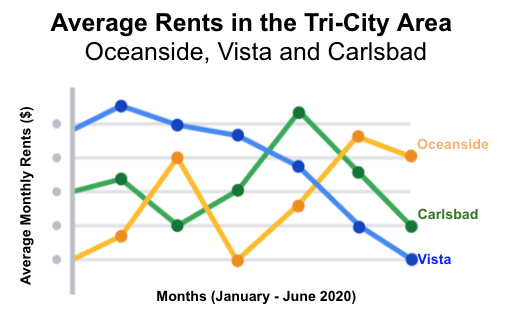 Average Rents in the Tri-City Area
Oceanside, Vista and Carlsbad
Average Monthly Rents ($)
Oceanside
Carlsbad
Vista
Months (January - June 2020)